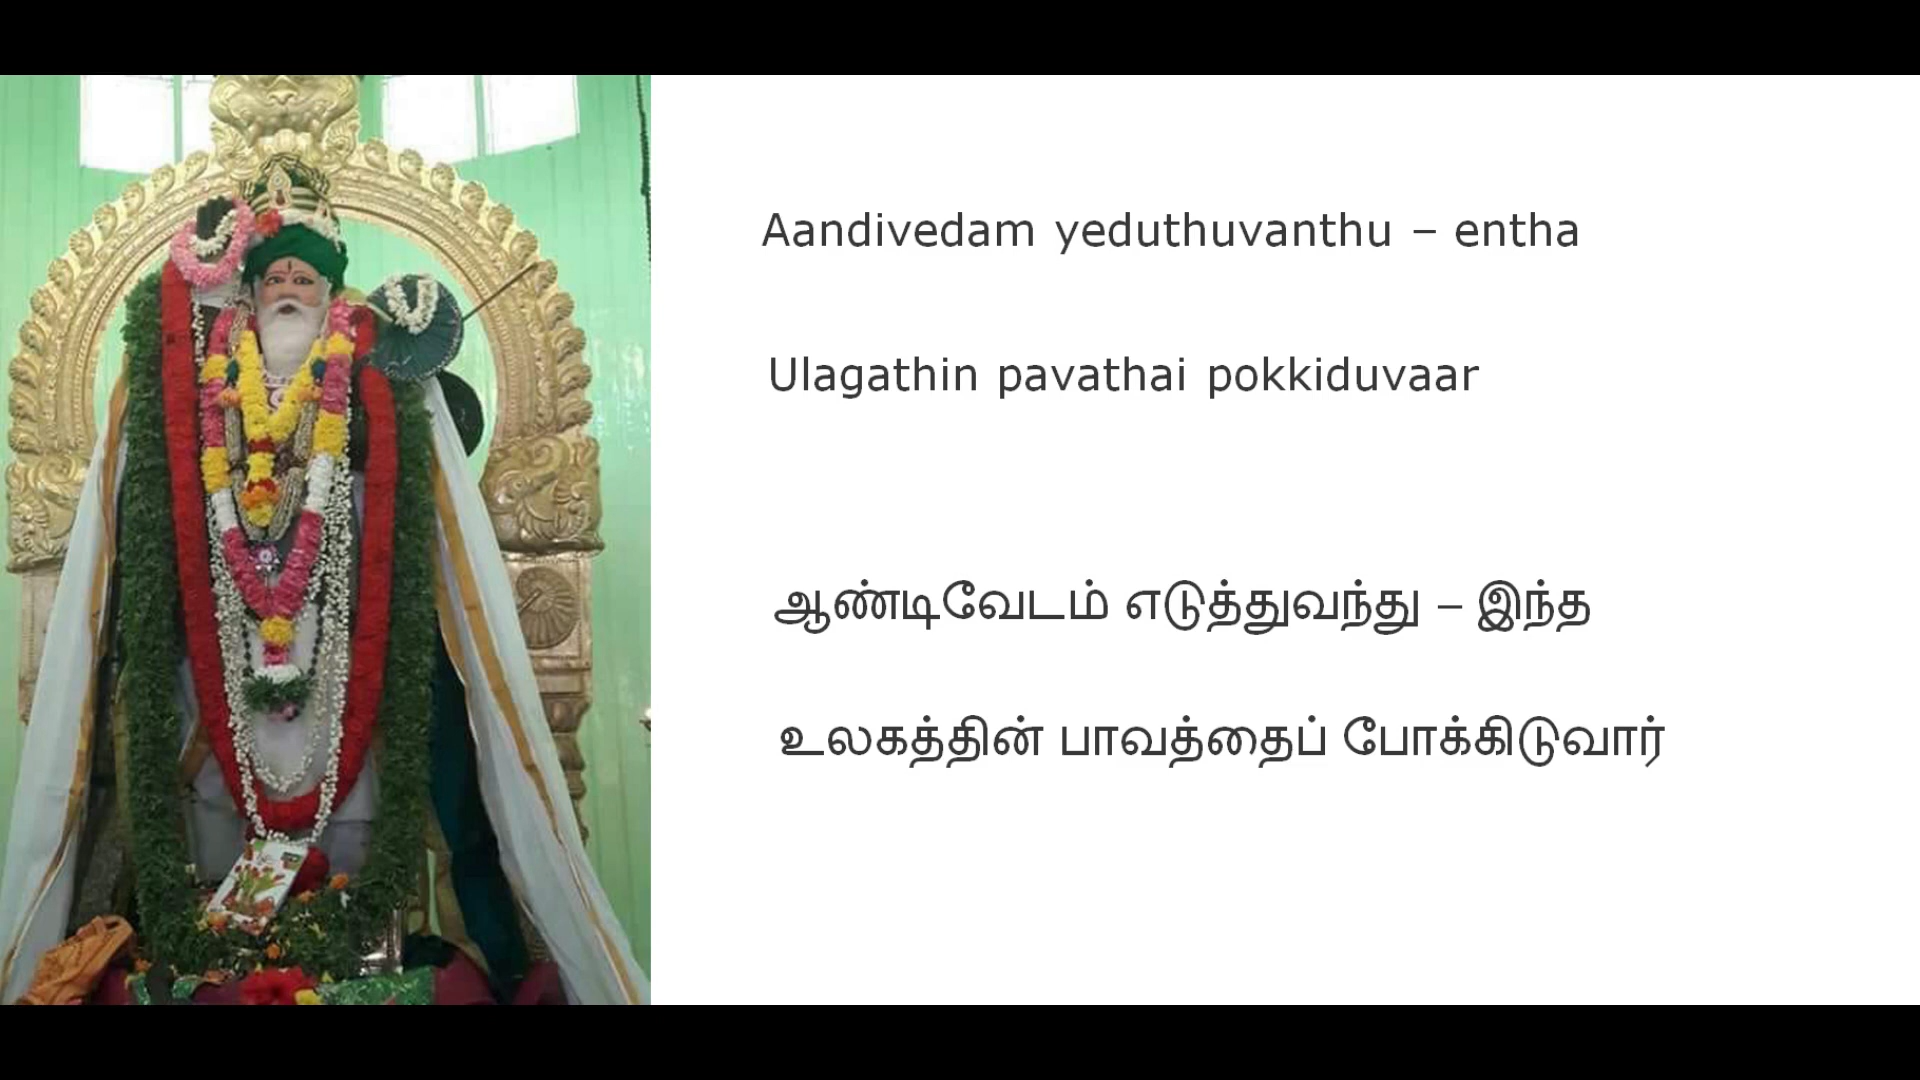 Aandivedam yeduthuvanthu – entha
Ulagathin pavathai pokkiduvaar
ஆண்டிவேடம் எடுத்துவந்து – இந்த
உலகத்தின் பாவத்தைப் போக்கிடுவார்